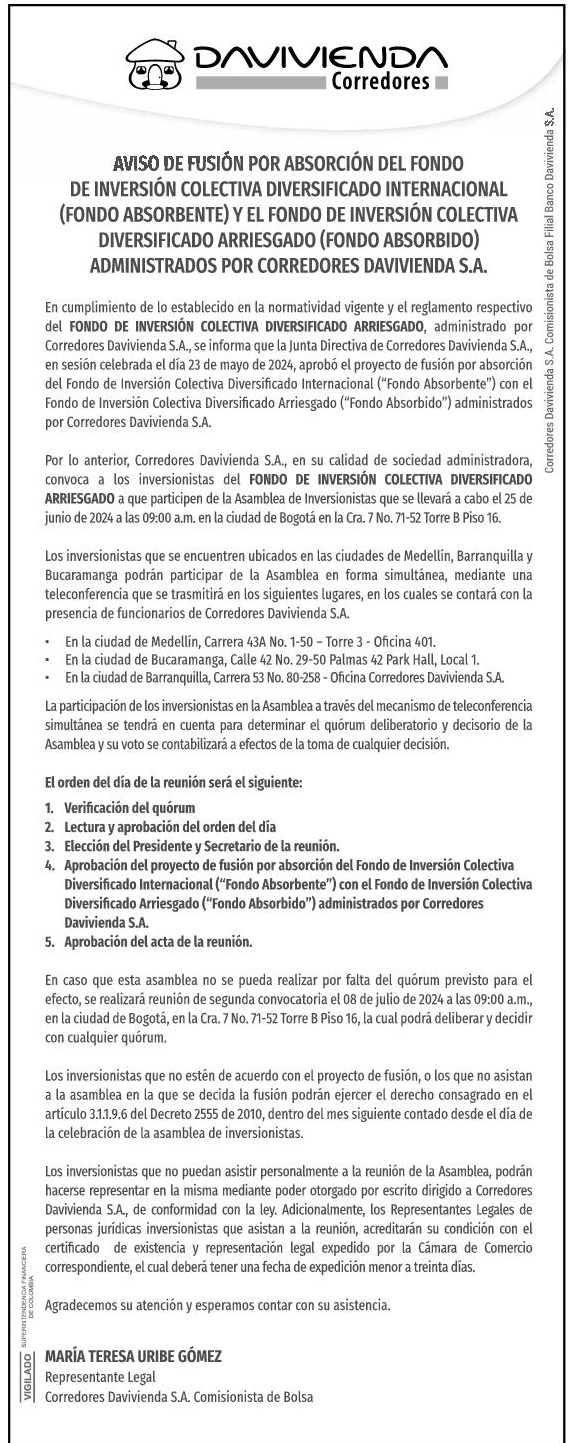 DAVIVIENDA
Corredores
AVISO DE FUSIÓN POR ABSORCIÓN DEL FONDO
DE INVERSIÓN COLECTIVA DIVERSIFICADO INTERNACIONAL
(FONDO ABSORBENTE) Y EL FONDO DE INVERSIÓN COLECTIVA
DIVERSIFICADO ARRIESGADO (FONDO ABSORBIDO)
ADMINISTRADOS POR CORREDORES DAVIVIENDA S.A.
Corredores Davivienda S.A. Comisionista de Bolsa Filial Banco Davivienda S.A.
En cumplimiento de lo establecido en la normatividad vigente y el reglamento respectivo
del FONDO DE INVERSIÓN COLECTIVA DIVERSIFICADO ARRIESGADO, administrado por
Corredores Davivienda S.A., se informa que la Junta Directiva de Corredores Davivienda S.A.,
en sesión celebrada el día 23 de mayo de 2024, aprobó el proyecto de fusión por absorción
del Fondo de Inversión Colectiva Diversificado Internacional (“Fondo Absorbente”) con el
Fondo de Inversión Colectiva Diversificado Arriesgado (“Fondo Absorbido”) administrados
por Corredores Davivienda S.A.
Por lo anterior, Corredores Davivienda S.A., en su calidad de sociedad administradora,
convoca a los inversionistas del FONDO DE INVERSIÓN COLECTIVA DIVERSIFICADO
ARRIESGADO a que participen de la Asamblea de Inversionistas que se llevará a cabo el 25 de
junio de 2024 a las 09:00 a.m. en la ciudad de Bogotá en la Cra. 7 No. 71-52 Torre B Piso 16.
Los inversionistas que se encuentren ubicados en las ciudades de Medellín, Barranquilla y
Bucaramanga podrán participar de la Asamblea en forma simultánea, mediante una
teleconferencia que se trasmitirá en los siguientes lugares, en los cuales se contará con la
presencia de funcionarios de Corredores Davivienda S.A.
• En la ciudad de Medellín, Carrera 43A No. 1-50 – Torre 3 - Oficina 401.
• En la ciudad de Bucaramanga, Calle 42 No. 29-50 Palmas 42 Park Hall, Local 1.
• En la ciudad de Barranquilla, Carrera 53 No. 80-258 - Oficina Corredores Davivienda S.A.
La participación de los inversionistas en la Asamblea a través del mecanismo de teleconferencia
simultánea se tendrá en cuenta para determinar el quórum deliberatorio y decisorio de la
Asamblea y su voto se contabilizará a efectos de la toma de cualquier decisión.
El orden del día de la reunión será el siguiente:
1. Verificación del quórum
2. Lectura y aprobación del orden del día
3. Elección del Presidente y Secretario de la reunión.
4. Aprobación del proyecto de fusión por absorción del Fondo de Inversión Colectiva
Diversificado Internacional (“Fondo Absorbente”) con el Fondo de Inversión Colectiva
Diversificado Arriesgado (“Fondo Absorbido”) administrados por Corredores
Davivienda S.A.
5. Aprobación del acta de la reunión.
En caso que esta asamblea no se pueda realizar por falta del quórum previsto para el
efecto, se realizará reunión de segunda convocatoria el 08 de julio de 2024 a las 09:00 a.m.,
en la ciudad de Bogotá, en la Cra. 7 No. 71-52 Torre B Piso 16, la cual podrá deliberar y decidir
con cualquier quórum.
Los inversionistas que no estén de acuerdo con el proyecto de fusión, o los que no asistan
a la asamblea en la que se decida la fusión podrán ejercer el derecho consagrado en el
artículo 3.1.1.9.6 del Decreto 2555 de 2010, dentro del mes siguiente contado desde el día de
la celebración de la asamblea de inversionistas.
Los inversionistas que no puedan asistir personalmente a la reunión de la Asamblea, podrán
hacerse representar en la misma mediante poder otorgado por escrito dirigido a Corredores
Davivienda S.A., de conformidad con la ley. Adicionalmente, los Representantes Legales de
personas jurídicas inversionistas que asistan a la reunión, acreditarán su condición con el
certificado de existencia y representación legal expedido por la Cámara de Comercio
correspondiente, el cual deberá tener una fecha de expedición menor a treinta días.
Agradecemos su atención y esperamos contar con su asistencia.
MARÍA TERESA URIBE GÓMEZ
Representante Legal
Corredores Davivienda S.A. Comisionista de Bolsa
VIGILADO
SUPERINTENDENCIA FINANCIERA
DE COLOMBIA